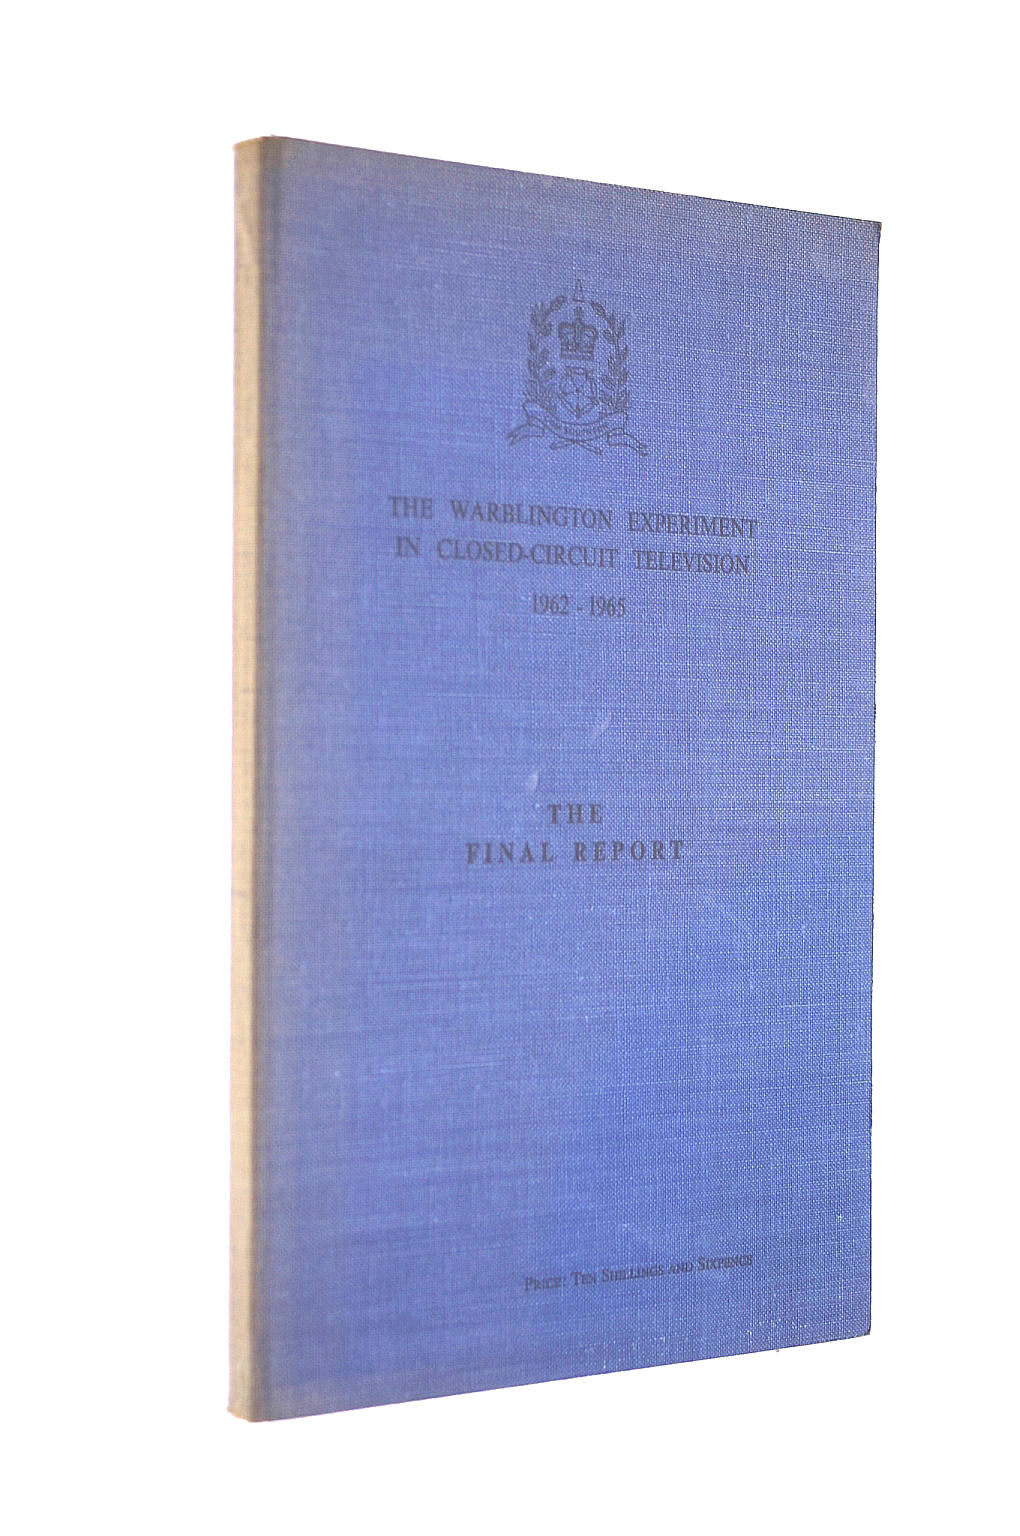 THE WARBLINGTON EXPERIMENT
IN CLOSED-CIRCUIT TELEVISION
1962 - 1965
THE
FINAL REPORT
PRICE: TEN SHILLINGS AND SIXPENCE